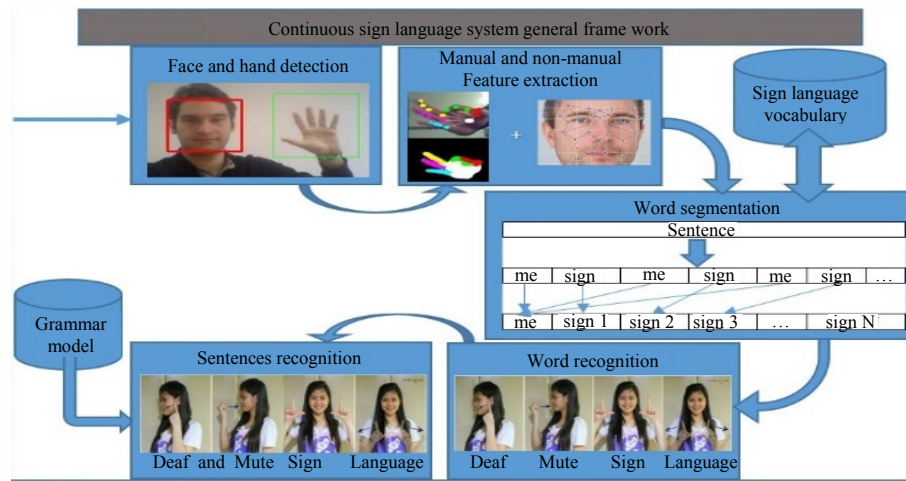 Continuous sign language system general frame work
Face and hand detection
Manual and non-manual
Feature extraction
+
Sign language
vocabulary
Word segmentation
Sentence
me sign me sign me sign …
me sign 1 sign 2 sign 3 … sign N
Grammar
model
Sentences recognition
Deaf and Mute Sign Language
Word recognition
Deaf Mute Sign Language